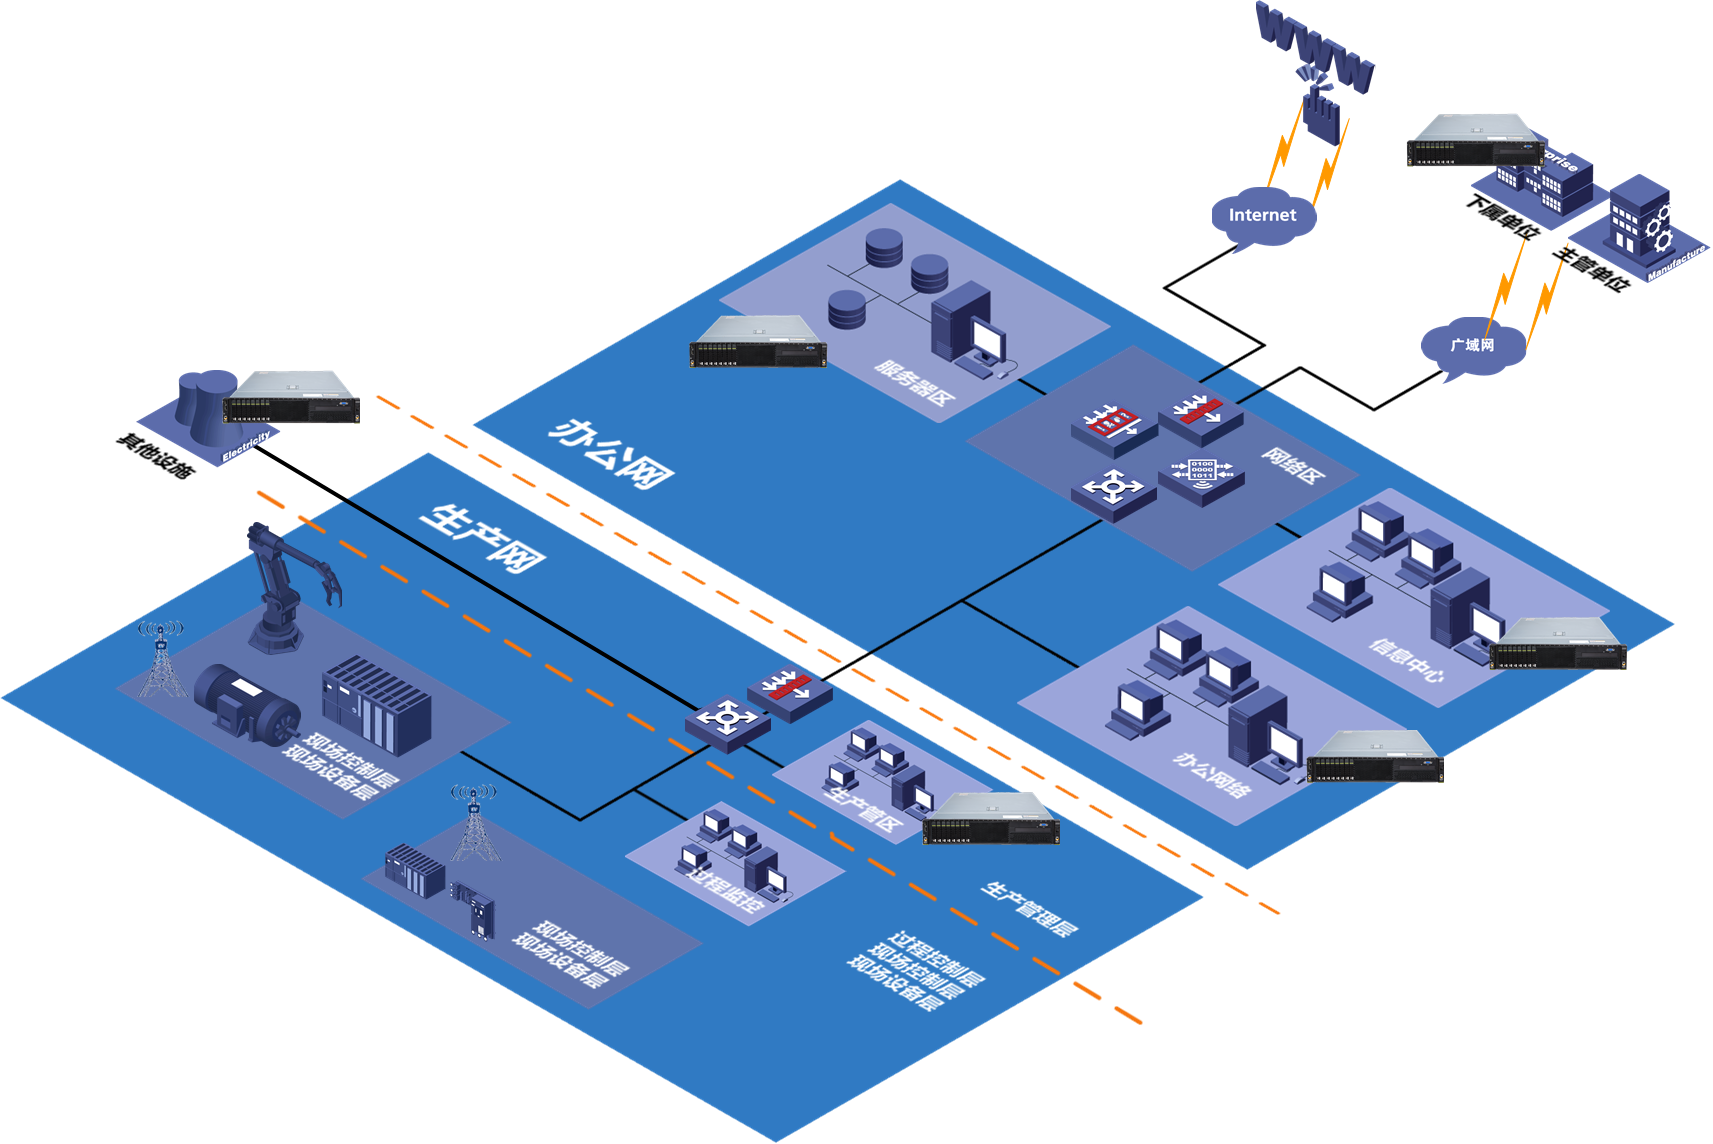 WWW
Internet
prise
下属单位
主管单位
Manufacture
广域网
服务器区
办公网
网络区
0100
0000
1011
其他设施
Electricity
生产网
信息中心
办公网络
现场控制层
现场设备层
生产管区
过程监控
生产管理层
现场控制层
现场设备层
过程控制层
现场控制层
现场设备层